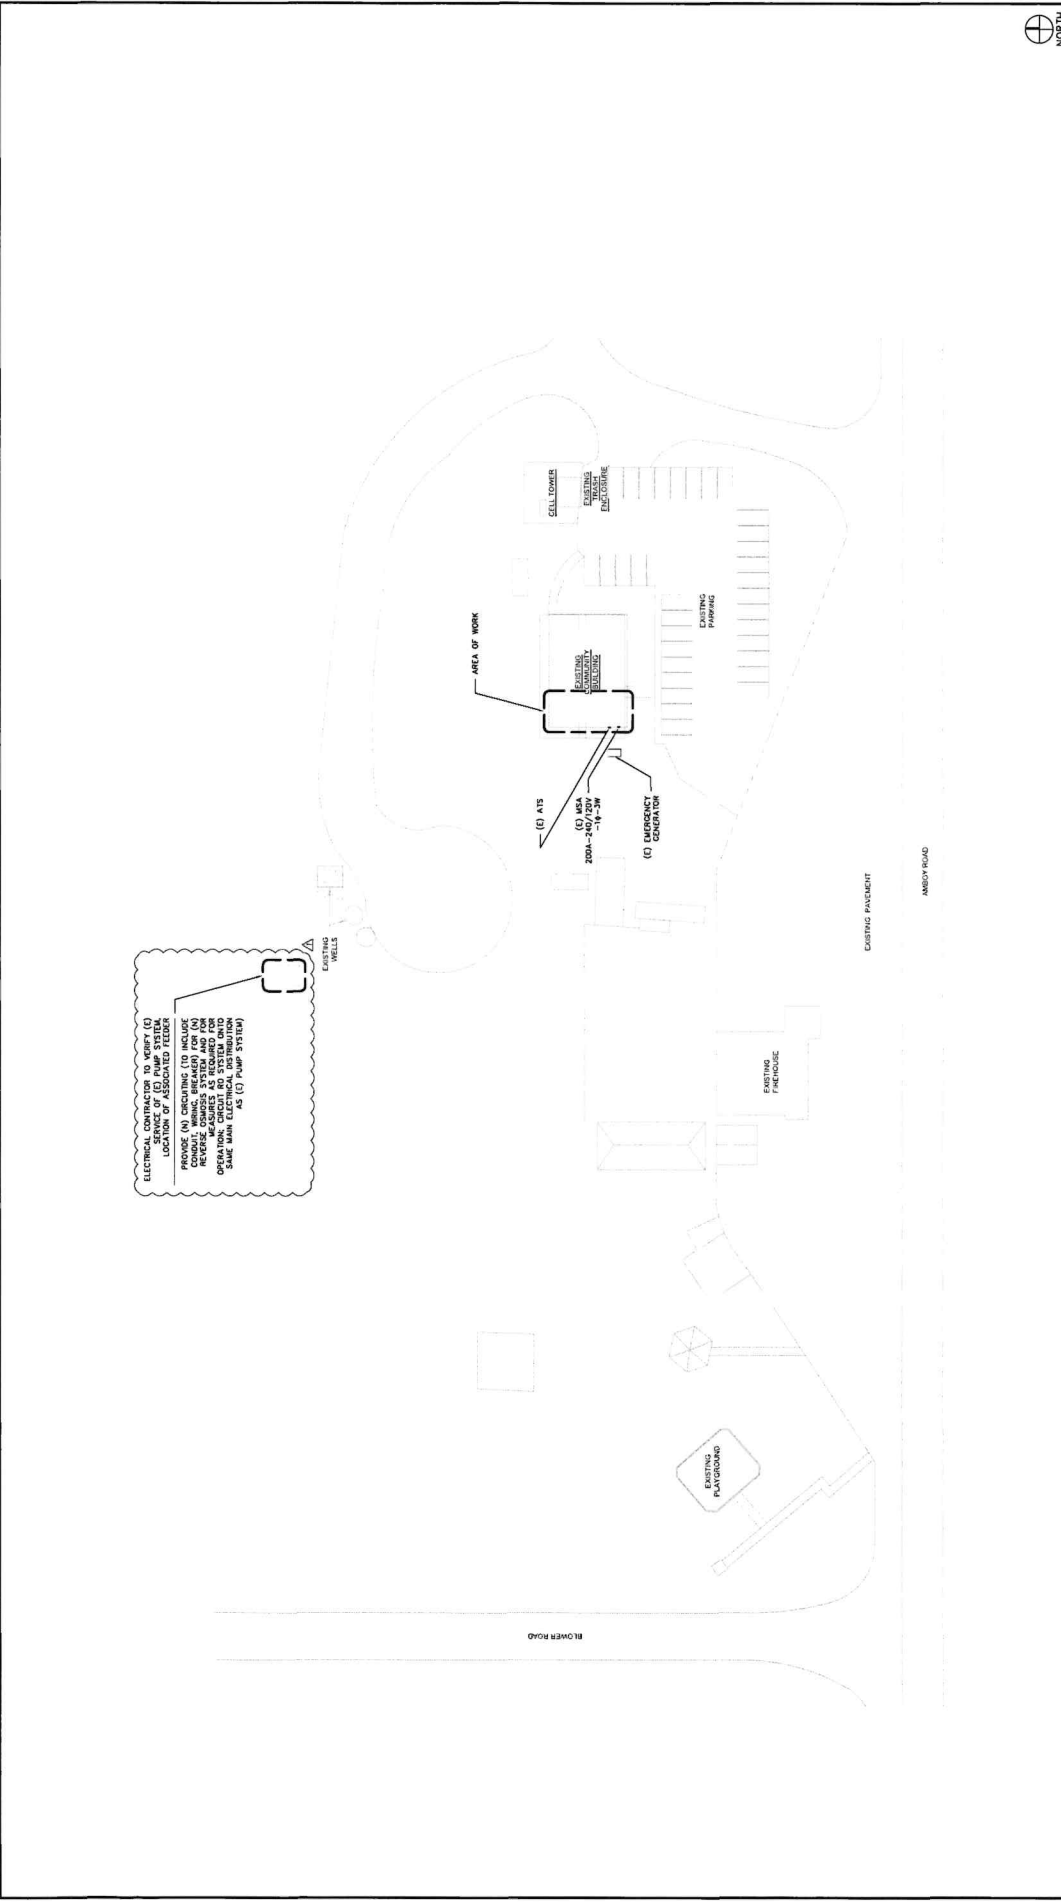 ELECTRICAL CONTRACTOR TO VERIFY (E)
SERVICE OF (E) PUMP SYSTEM,
LOCATION OF ASSOCIATED FEEDER
PROVIDE (N) CIRCUITING (TO INCLUDE
CONDUIT, WIRING, BREAKER) FOR (N)
REVERSE OSMOSIS SYSTEM AND FOR
MEASURES AS REQUIRED FOR
OPERATION; CIRCUIT RO SYSTEM ONTO
SAME MAIN ELECTRICAL DISTRIBUTION
AS (E) PUMP SYSTEM)
EXISTING
WELLS
AREA OF WORK
CELL TOWER
EXISTING
TRASH
ENCLOSURE
EXISTING
COMMUNITY
BUILDING
(E) ATS
(E) MSA
200A-240/120V
-1ϕ-3W
(E) EMERGENCY
GENERATOR
EXISTING
PARKING
EXISTING
FIREHOUSE
EXISTING
PLAYGROUND
BLOWER ROAD
EXISTING PAVEMENT
AMBOY ROAD
NORTH